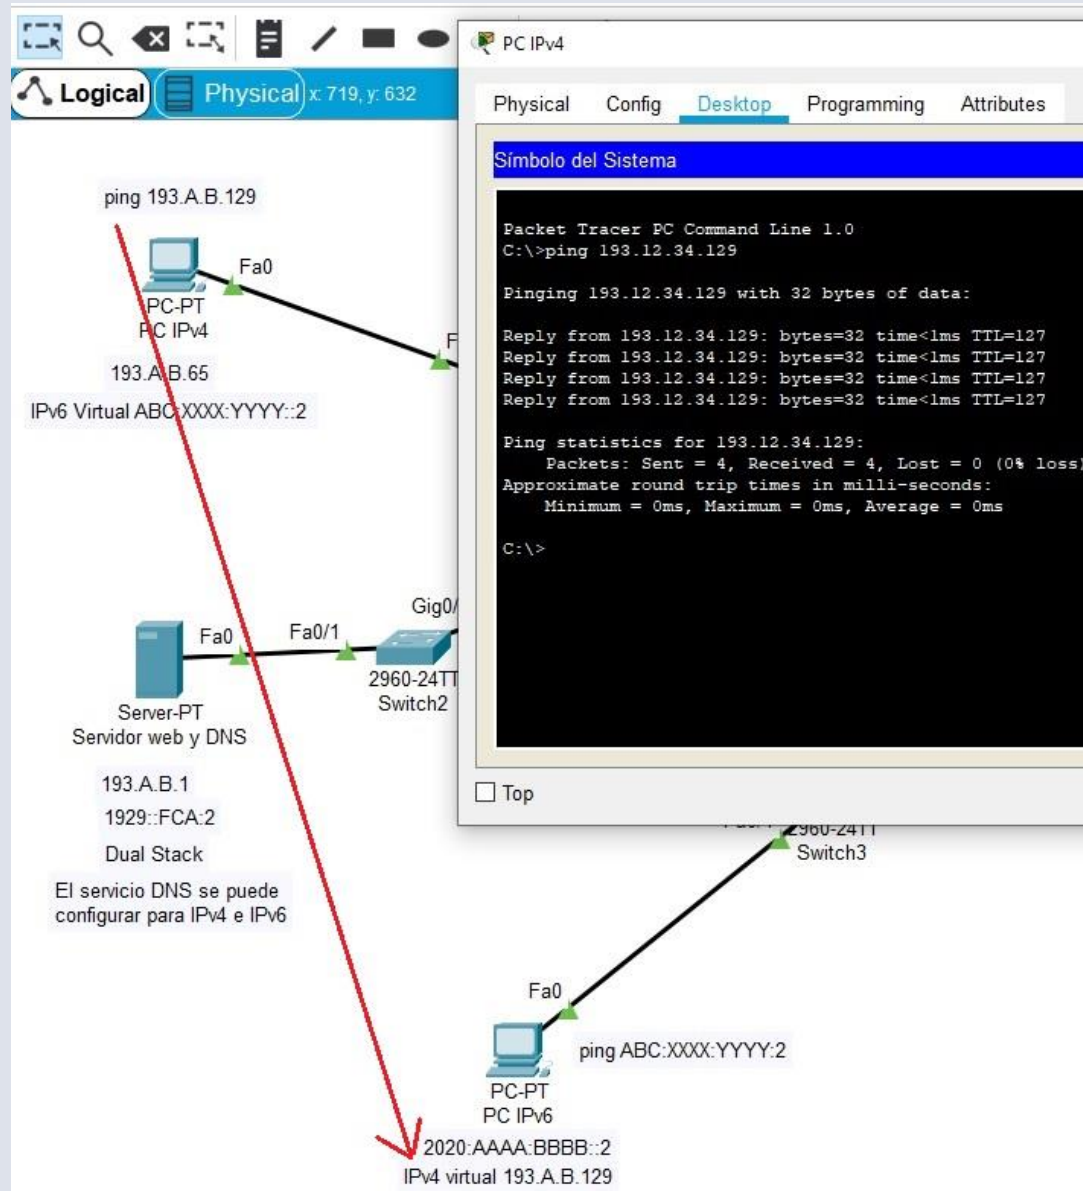 Logical
Physical x: 719, y: 632
PC IPv4
Physical Config Desktop Programming Attributes
Símbolo del Sistema
Packet Tracer PC Command Line 1.0
C:\>ping 193.12.34.129
Pinging 193.12.34.129 with 32 bytes of data:
Reply from 193.12.34.129: bytes=32 time<1ms TTL=127
Reply from 193.12.34.129: bytes=32 time<1ms TTL=127
Reply from 193.12.34.129: bytes=32 time<1ms TTL=127
Reply from 193.12.34.129: bytes=32 time<1ms TTL=127
Ping statistics for 193.12.34.129:
Packets: Sent = 4, Received = 4, Lost = 0 (0% loss)
Approximate round trip times in milli-seconds:
Minimum = 0ms, Maximum = 0ms, Average = 0ms
C:\>
Top
ping 193.A.B.129
Fa0
PC-PT
PC IPv4
193.A.B.65
IPv6 Virtual ABC:XXXX:YYYY::2
F
Gig0/
Fa0
Fa0/1
2960-24TT
Switch2
Server-PT
Servidor web y DNS
193.A.B.1
1929::FCA:2
Dual Stack
El servicio DNS se puede
configurar para IPv4 e IPv6
2960-24TT
Switch3
Fa0
ping ABC:XXXX:YYYY:2
PC-PT
PC IPv6
2020:AAAA:BBBB::2
IPv4 virtual 193.A.B.129